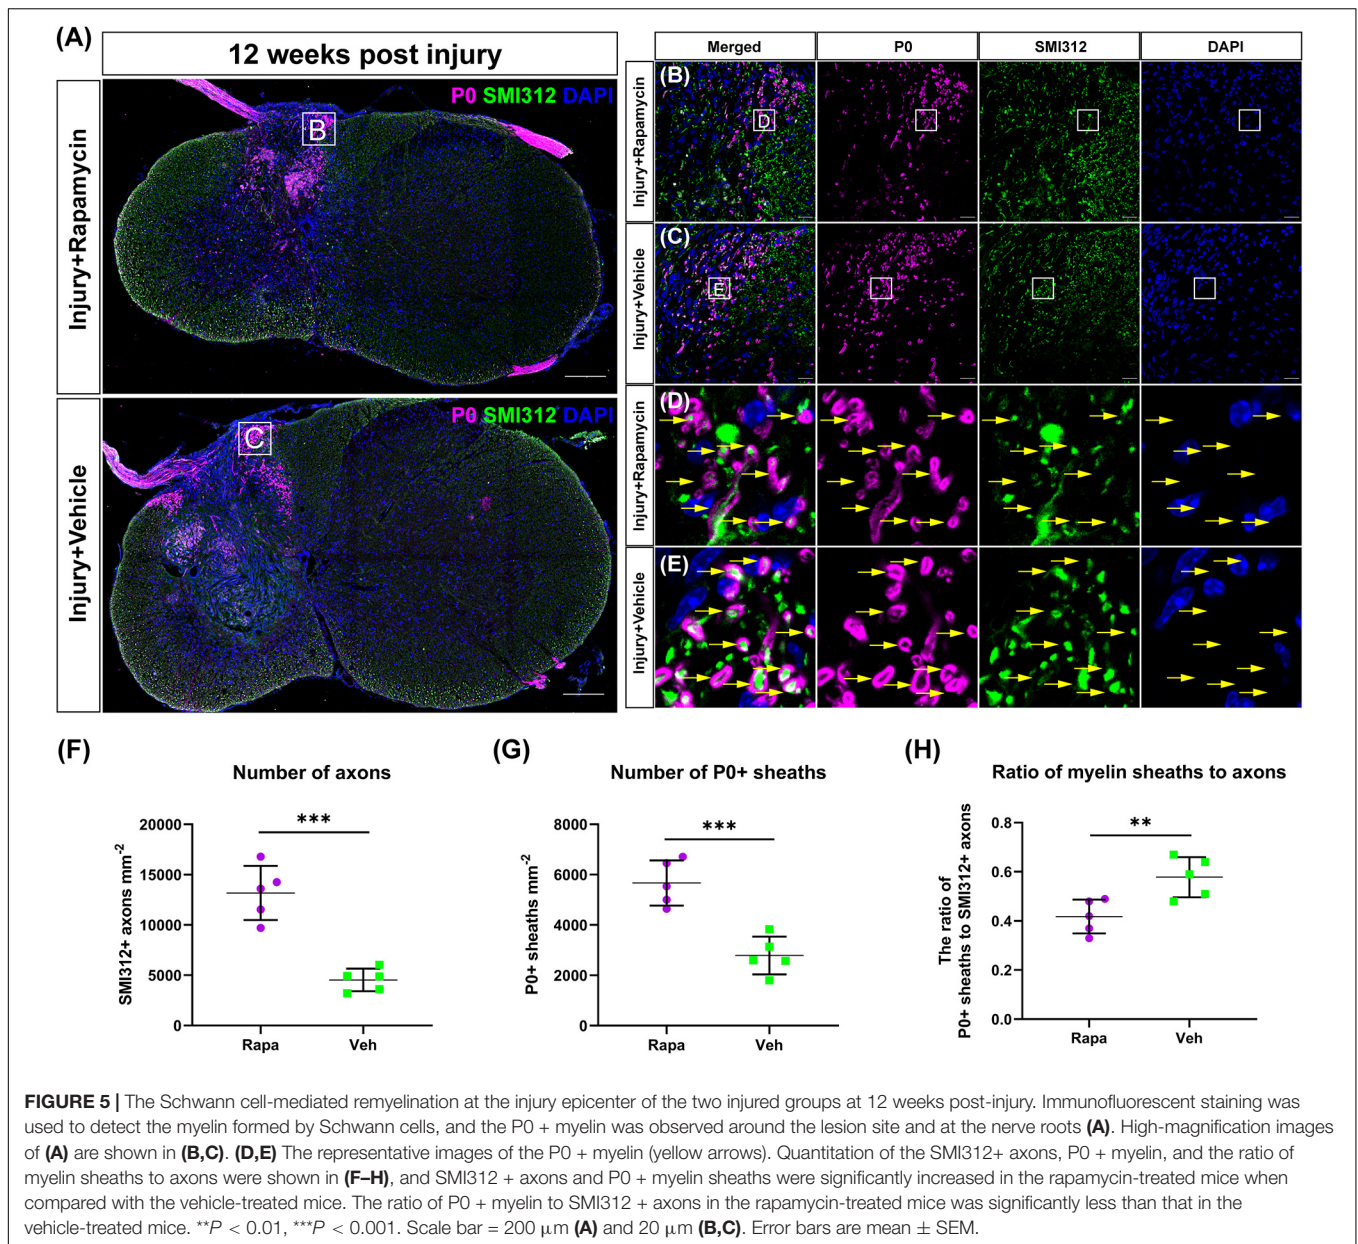 (A)
12 weeks post injury
Injury+Rapamycin
P0 SMI312 DAPI
B
Injury+Vehicle
P0 SMI312 DAPI
C
Merged
P0
SMI312
DAPI
Injury+Rapamycin
(B)
D
Injury+Vehicle
(C)
E
Injury+Rapamycin
(D)
Injury+Vehicle
(E)
(F)
Number of axons
SMI312+ axons mm⁻²
20000
15000
10000
5000
0
***
Rapa
Veh
(G)
Number of P0+ sheaths
P0+ sheaths mm⁻²
8000
6000
4000
2000
0
***
Rapa
Veh
(H)
Ratio of myelin sheaths to axons
The ratio of
P0+ sheaths to SMI312+ axons
0.8
0.6
0.4
0.2
0.0
**
Rapa
Veh
FIGURE 5 | The Schwann cell-mediated remyelination at the injury epicenter of the two injured groups at 12 weeks post-injury. Immunofluorescent staining was
used to detect the myelin formed by Schwann cells, and the P0 + myelin was observed around the lesion site and at the nerve roots (A). High-magnification images
of (A) are shown in (B,C). (D,E) The representative images of the P0 + myelin (yellow arrows). Quantitation of the SMI312+ axons, P0 + myelin, and the ratio of
myelin sheaths to axons were shown in (F–H), and SMI312 + axons and P0 + myelin sheaths were significantly increased in the rapamycin-treated mice when
compared with the vehicle-treated mice. The ratio of P0 + myelin to SMI312 + axons in the rapamycin-treated mice was significantly less than that in the
vehicle-treated mice. **P < 0.01, ***P < 0.001. Scale bar = 200 μm (A) and 20 μm (B,C). Error bars are mean ± SEM.